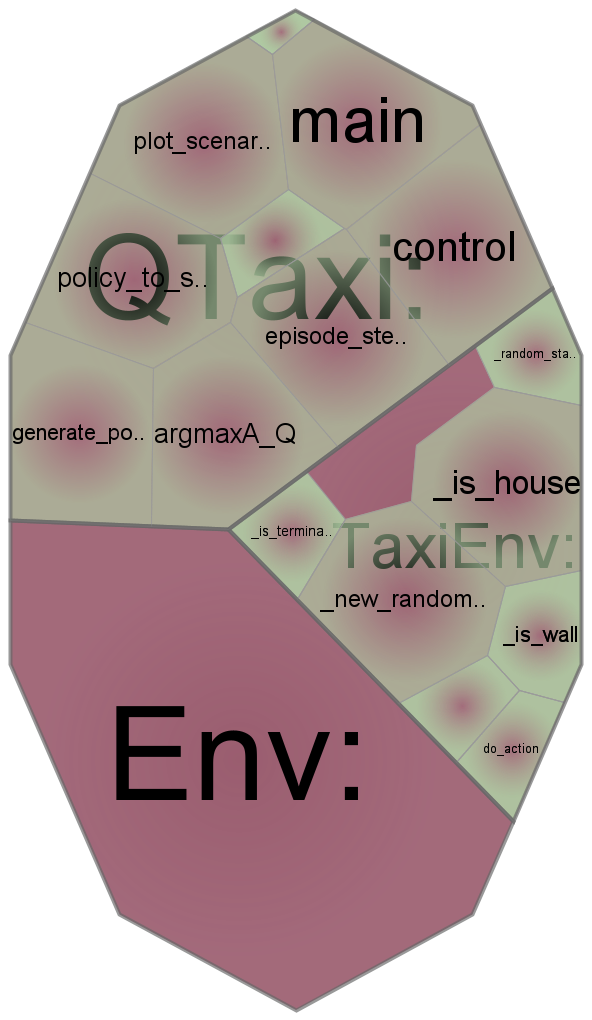 plot_scenar..
main
QTaxi:
control
policy_to_s..
episode_ste..
_random_sta..
generate_po..
argmaxA_Q
_is_house
_is_termina..
TaxiEnv:
_new_random..
_is_wall
Env:
do_action